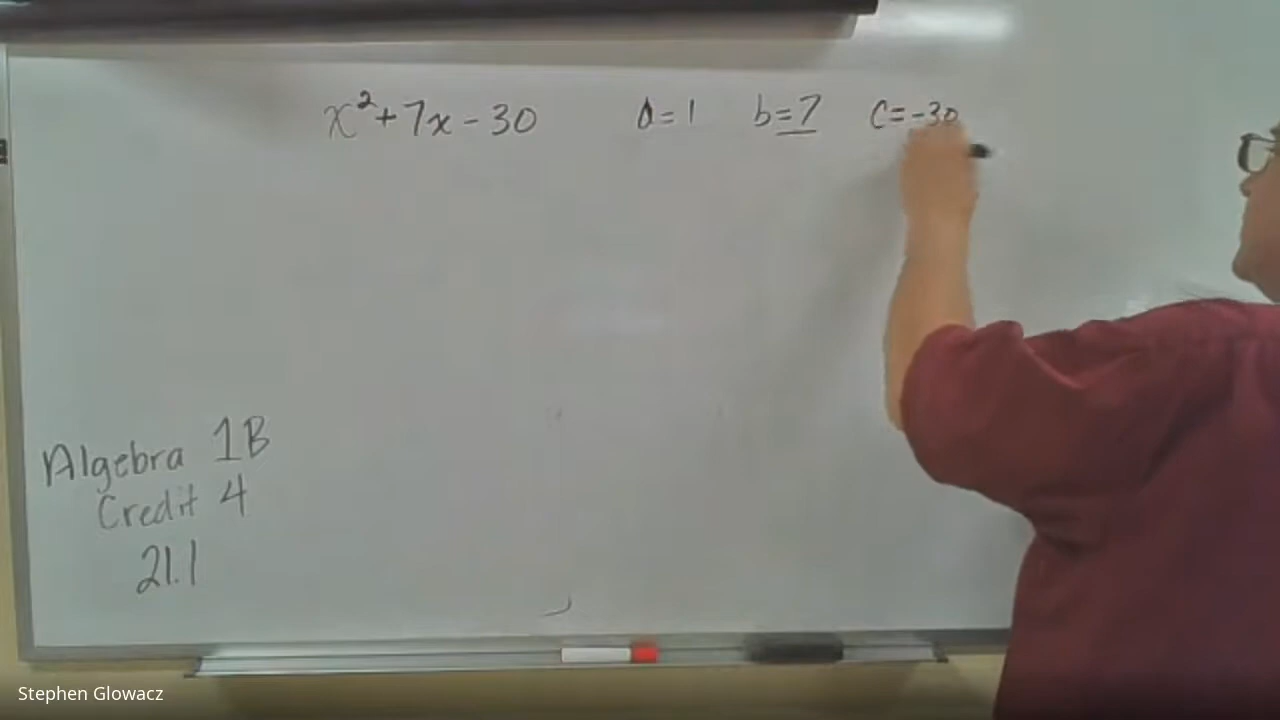 x²+7x-30 a=1 b=7 c=-30
Algebra 1B
Credit 4
21.1
Stephen Glowacz